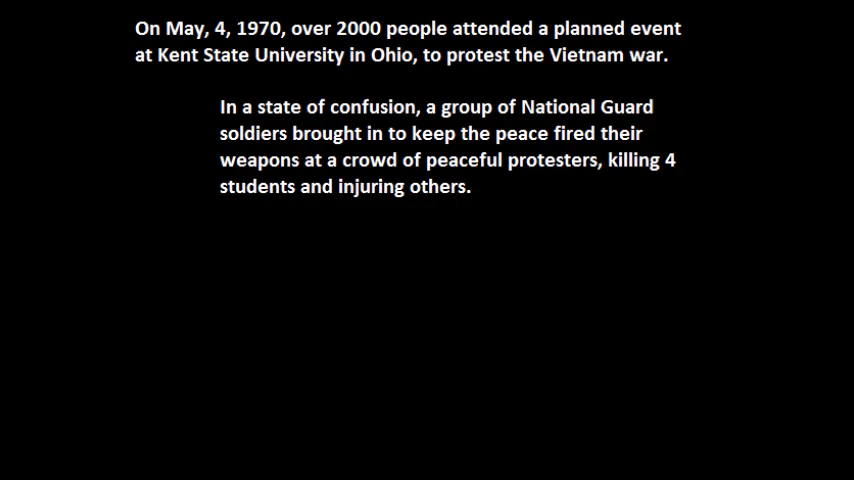 On May, 4, 1970, over 2000 people attended a planned event
at Kent State University in Ohio, to protest the Vietnam war.
In a state of confusion, a group of National Guard
soldiers brought in to keep the peace fired their
weapons at a crowd of peaceful protesters, killing 4
students and injuring others.